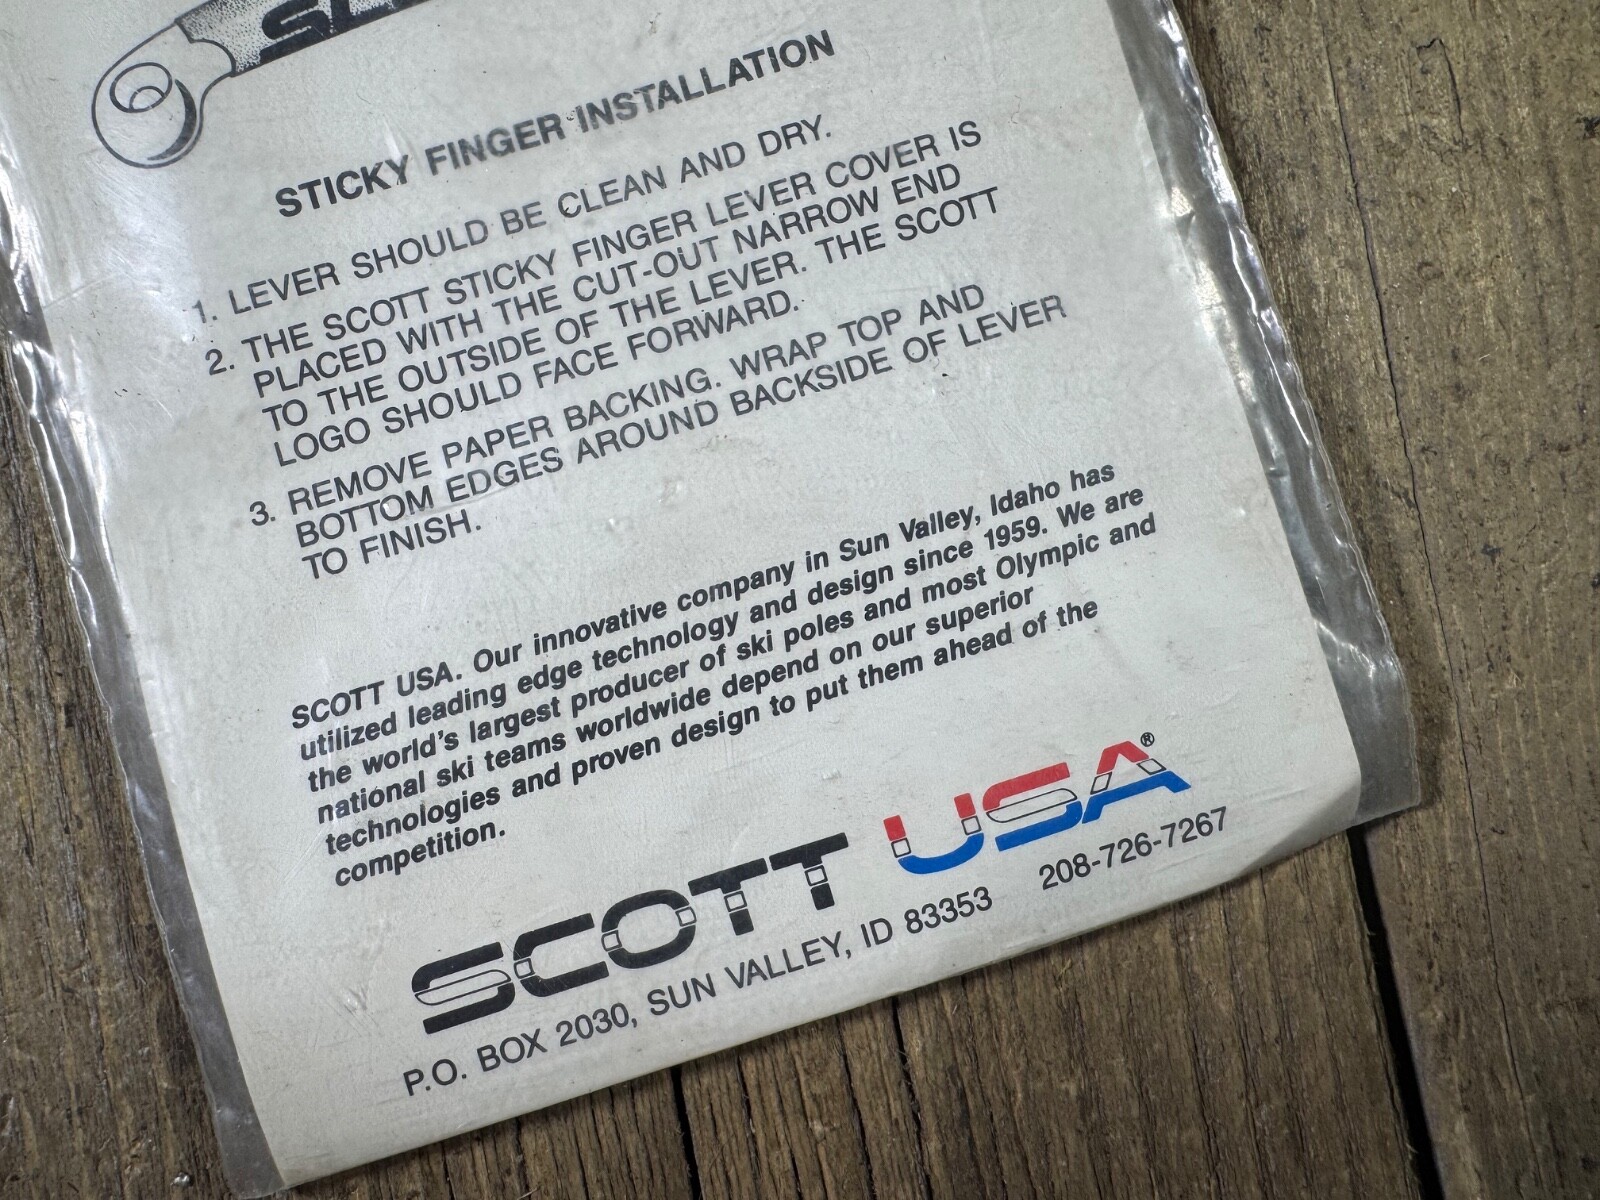 STICKY FINGER INSTALLATION
1. LEVER SHOULD BE CLEAN AND DRY.
2. THE SCOTT STICKY FINGER LEVER COVER IS
PLACED WITH THE CUT-OUT NARROW END
TO THE OUTSIDE OF THE LEVER. THE SCOTT
LOGO SHOULD FACE FORWARD.
3. REMOVE PAPER BACKING. WRAP TOP AND
BOTTOM EDGES AROUND BACKSIDE OF LEVER
TO FINISH.
SCOTT USA. Our innovative company in Sun Valley, Idaho has
utilized leading edge technology and design since 1959. We are
the world's largest producer of ski poles and most Olympic and
national ski teams worldwide depend on our superior
technologies and proven design to put them ahead of the
competition.
SCOTT USA®
P.O. BOX 2030, SUN VALLEY, ID 83353 208-726-7267